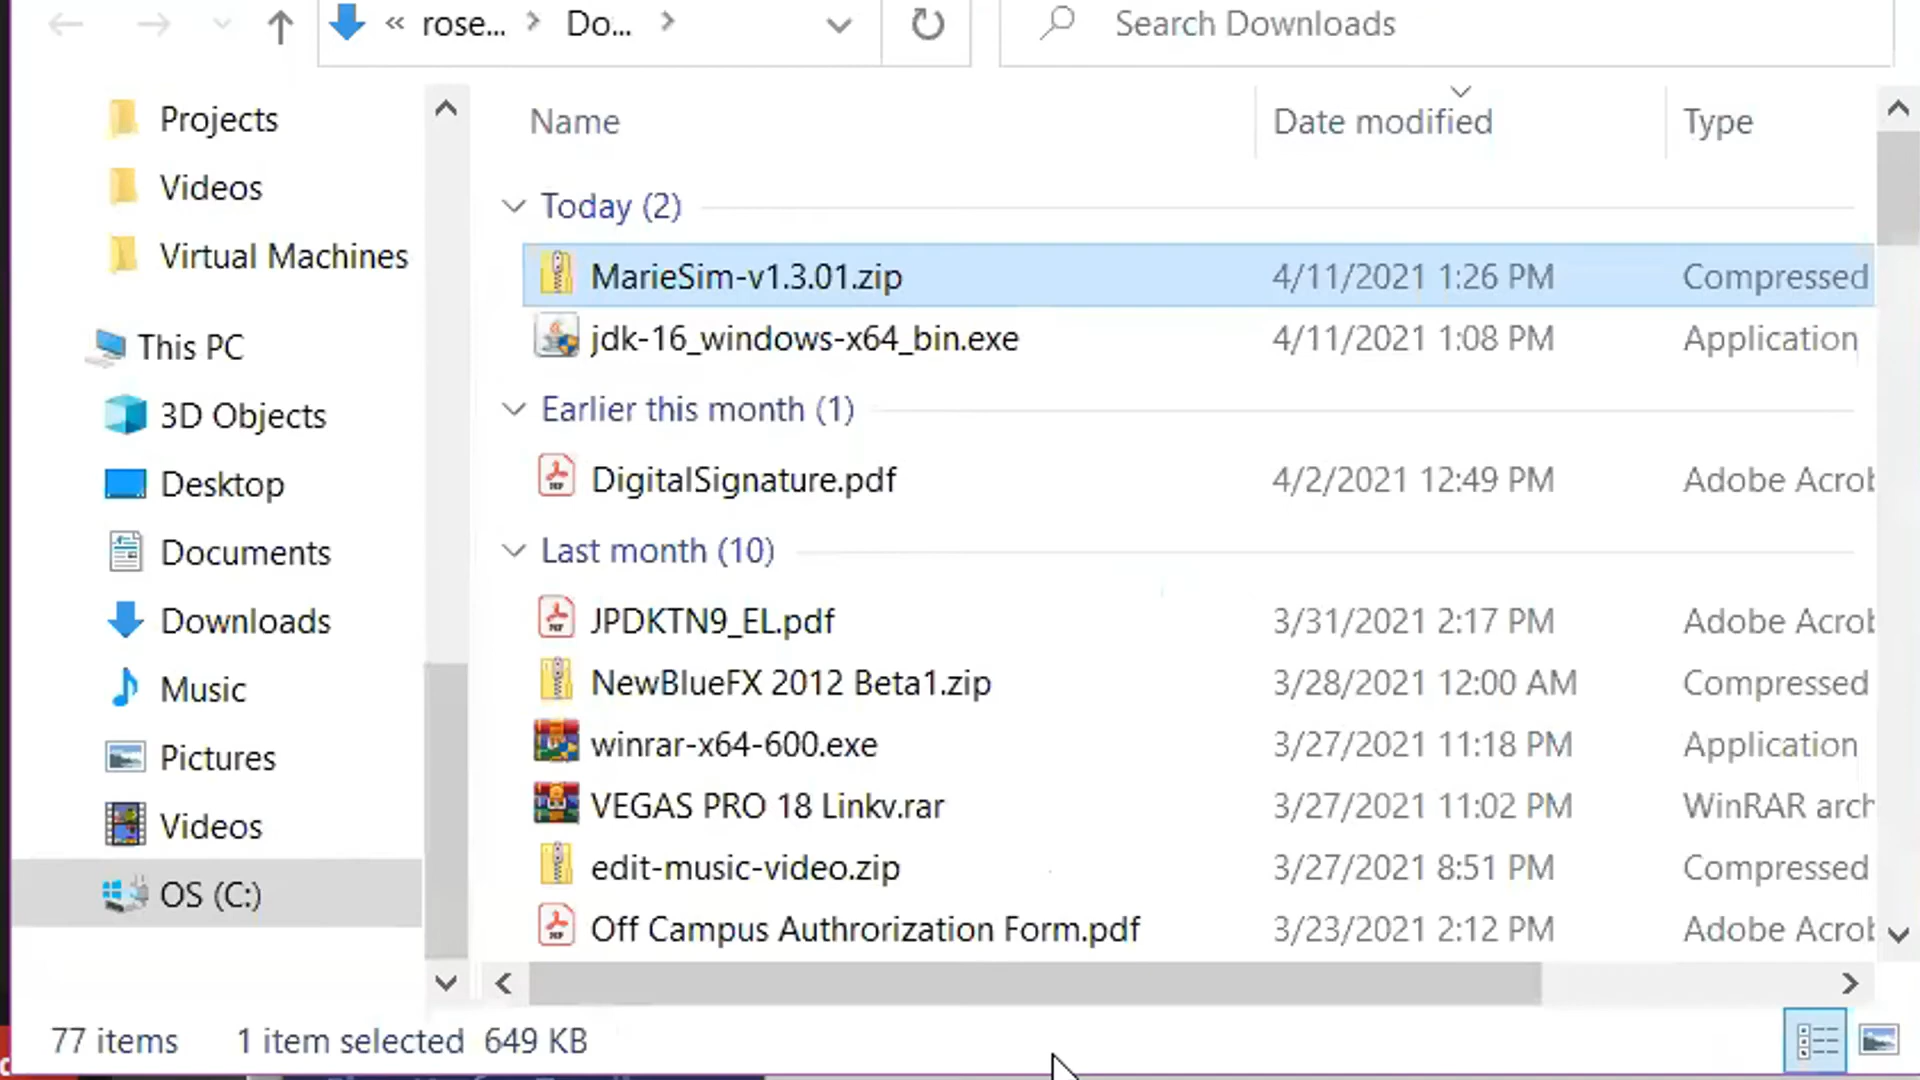 « rose... > Do... >
Search Downloads
Projects
Videos
Virtual Machines
This PC
3D Objects
Desktop
Documents
Downloads
Music
Pictures
Videos
OS (C:)
Name Date modified Type
Today (2)
MarieSim-v1.3.01.zip 4/11/2021 1:26 PM Compressed
jdk-16_windows-x64_bin.exe 4/11/2021 1:08 PM Application
Earlier this month (1)
DigitalSignature.pdf 4/2/2021 12:49 PM Adobe Acrob
Last month (10)
JPDKTN9_EL.pdf 3/31/2021 2:17 PM Adobe Acrob
NewBlueFX 2012 Beta1.zip 3/28/2021 12:00 AM Compressed
winrar-x64-600.exe 3/27/2021 11:18 PM Application
VEGAS PRO 18 Linkv.rar 3/27/2021 11:02 PM WinRAR arch
edit-music-video.zip 3/27/2021 8:51 PM Compressed
Off Campus Authrorization Form.pdf 3/23/2021 2:12 PM Adobe Acrob
77 items 1 item selected 649 KB